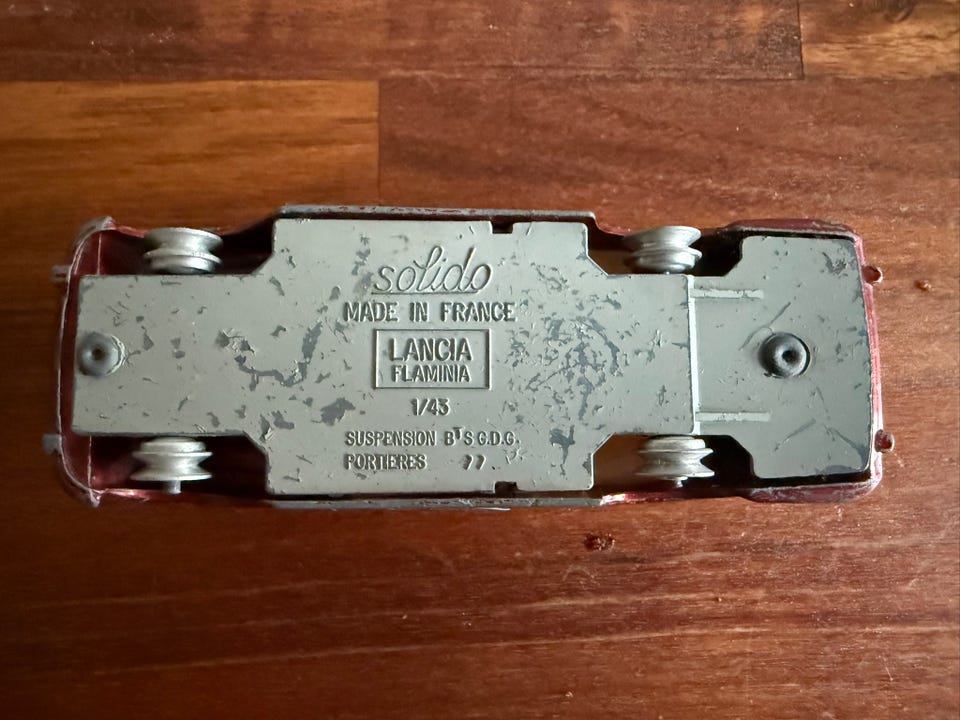 solido
MADE IN FRANCE
LANCIA
FLAMINIA
1/43
SUSPENSION BTS G.D.G.
PORTIERES 〃